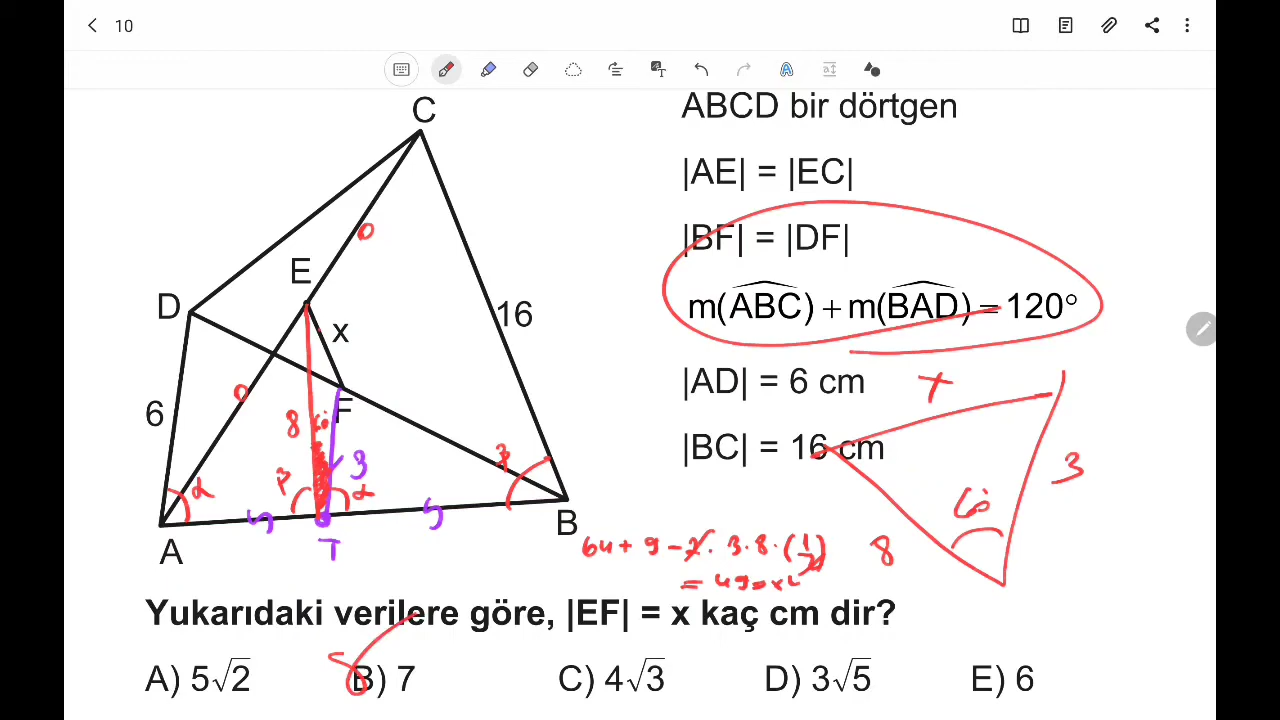 10
C
ABCD bir dörtgen
|AE| = |EC|
o
|BF| = |DF|
E
D
x
16
m(ABC) + m(BAD) = 120°
o
|AD| = 6 cm
x
F
6
8
60
|BC| = 16 cm
3
β
3
α
β
α
60
A
B
T
64 + 9 - 2 . 3 . 8 . (1/2)
8
= 49 = x²
Yukarıdaki verilere göre, |EF| = x kaç cm dir?
A) 5√2 B) 7 C) 4√3 D) 3√5 E) 6